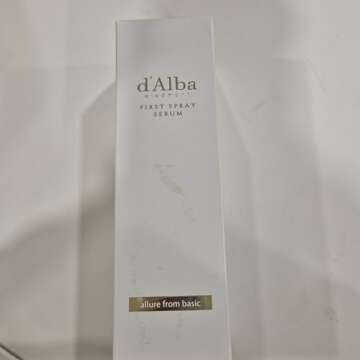 d'Alba
FIRST SPRAY
SERUM
allure from basic